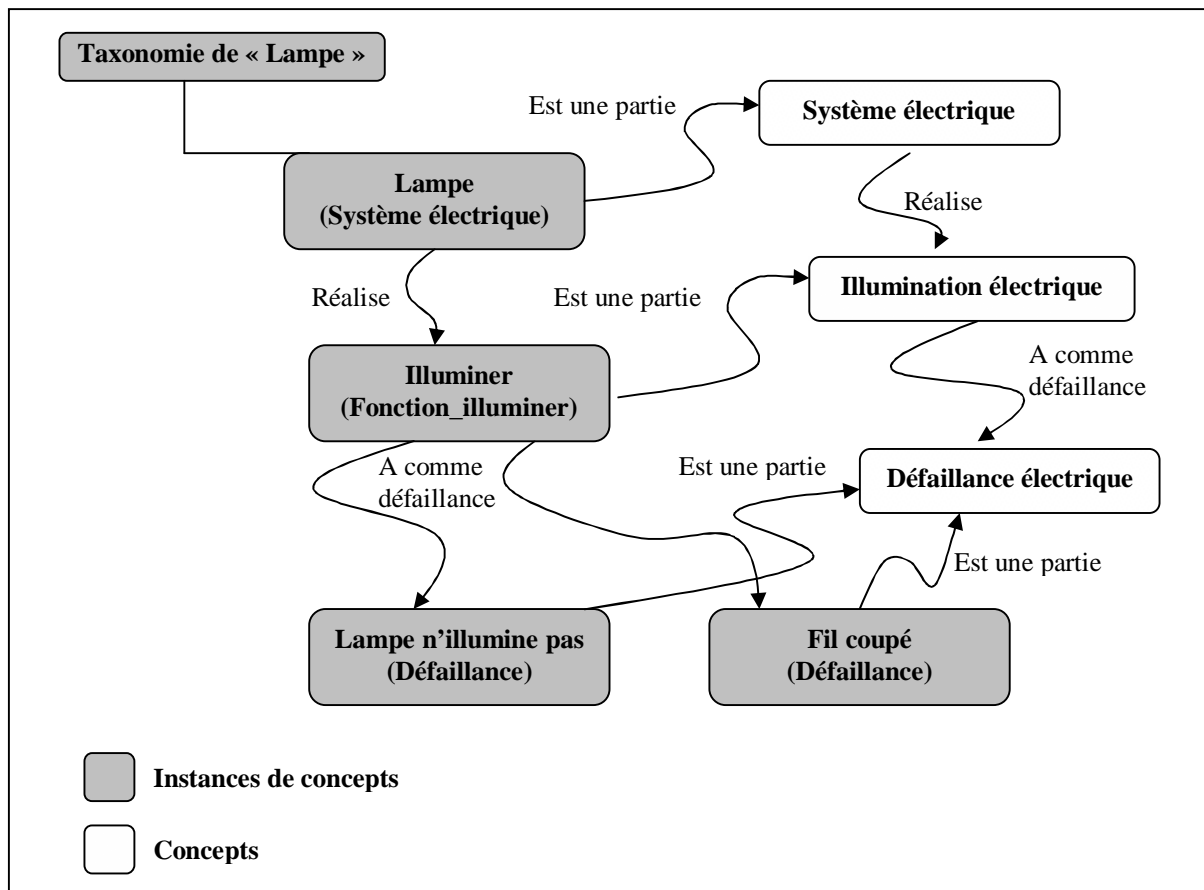 Taxonomie de « Lampe »
Est une partie
Système électrique
Lampe
(Système électrique)
Réalise
Réalise
Est une partie
Illumination électrique
Illuminer
(Fonction_illuminer)
A comme
défaillance
A comme
défaillance
Est une partie
Défaillance électrique
Est une partie
Lampe n’illumine pas
(Défaillance)
Fil coupé
(Défaillance)
Instances de concepts
Concepts